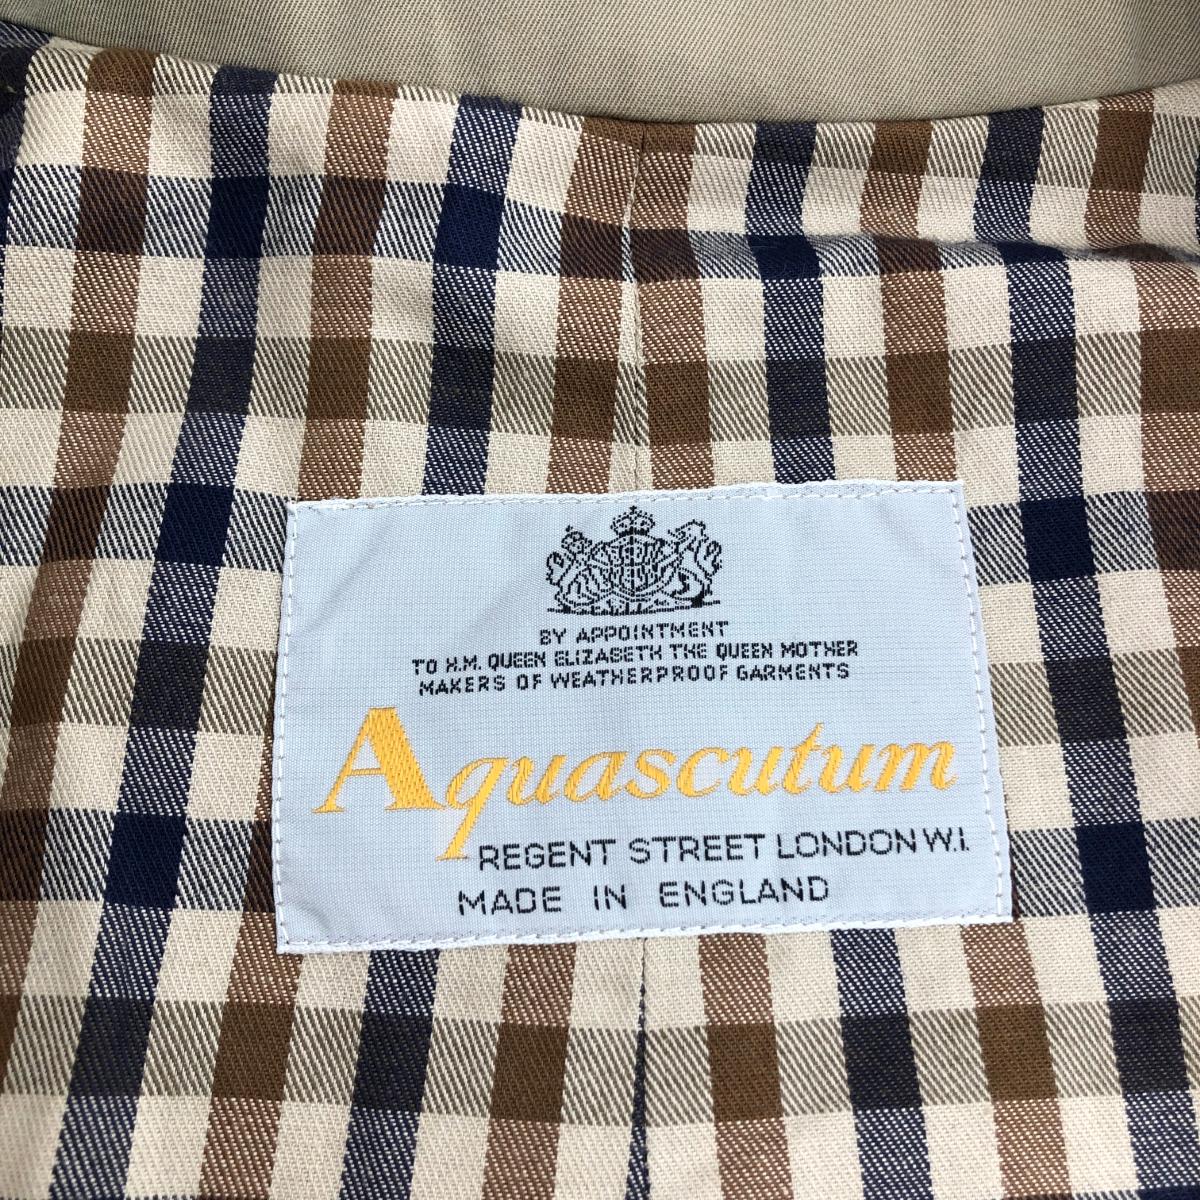 BY APPOINTMENT
TO H.M. QUEEN ELIZABETH THE QUEEN MOTHER
MAKERS OF WEATHERPROOF GARMENTS
Aquascutum
REGENT STREET LONDON W.I.
MADE IN ENGLAND